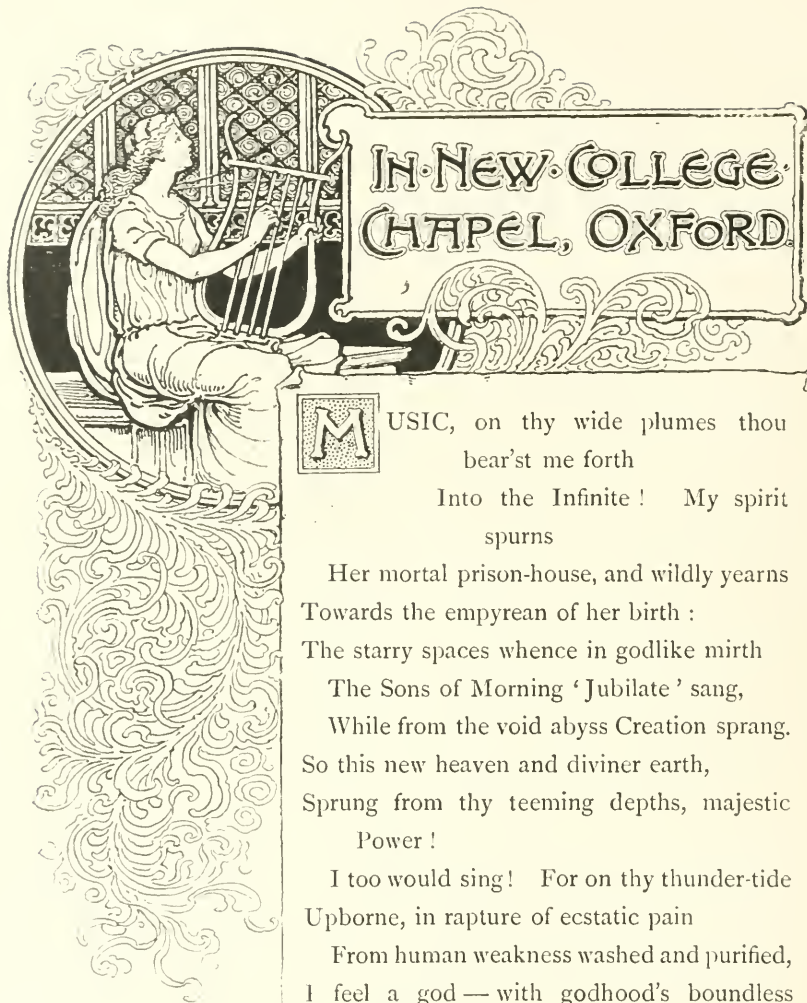 IN·NEW·COLLEGE·
CHAPEL, OXFORD.
MUSIC, on thy wide plumes thou
bear'st me forth
Into the Infinite ! My spirit
spurns
Her mortal prison-house, and wildly yearns
Towards the empyrean of her birth :
The starry spaces whence in godlike mirth
The Sons of Morning ‘ Jubilate ’ sang,
While from the void abyss Creation sprang.
So this new heaven and diviner earth,
Sprung from thy teeming depths, majestic
Power !
I too would sing ! For on thy thunder-tide
Upborne, in rapture of ecstatic pain
From human weakness washed and purified,
I feel a god — with godhood's boundless